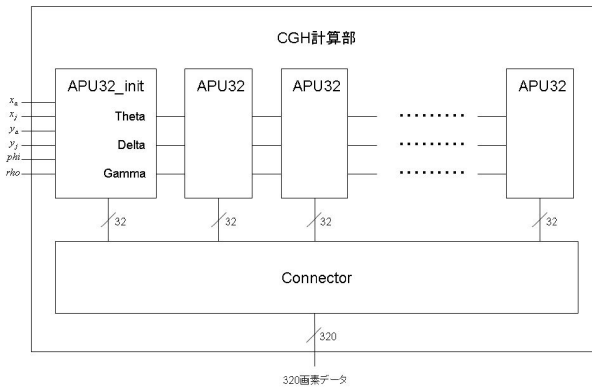 CGH計算部
APU32_init
APU32
APU32
APU32
x_a
x_j
y_a
y_j
phi
rho
Theta
Delta
Gamma
32
32
32
32
Connector
320
320画素データ